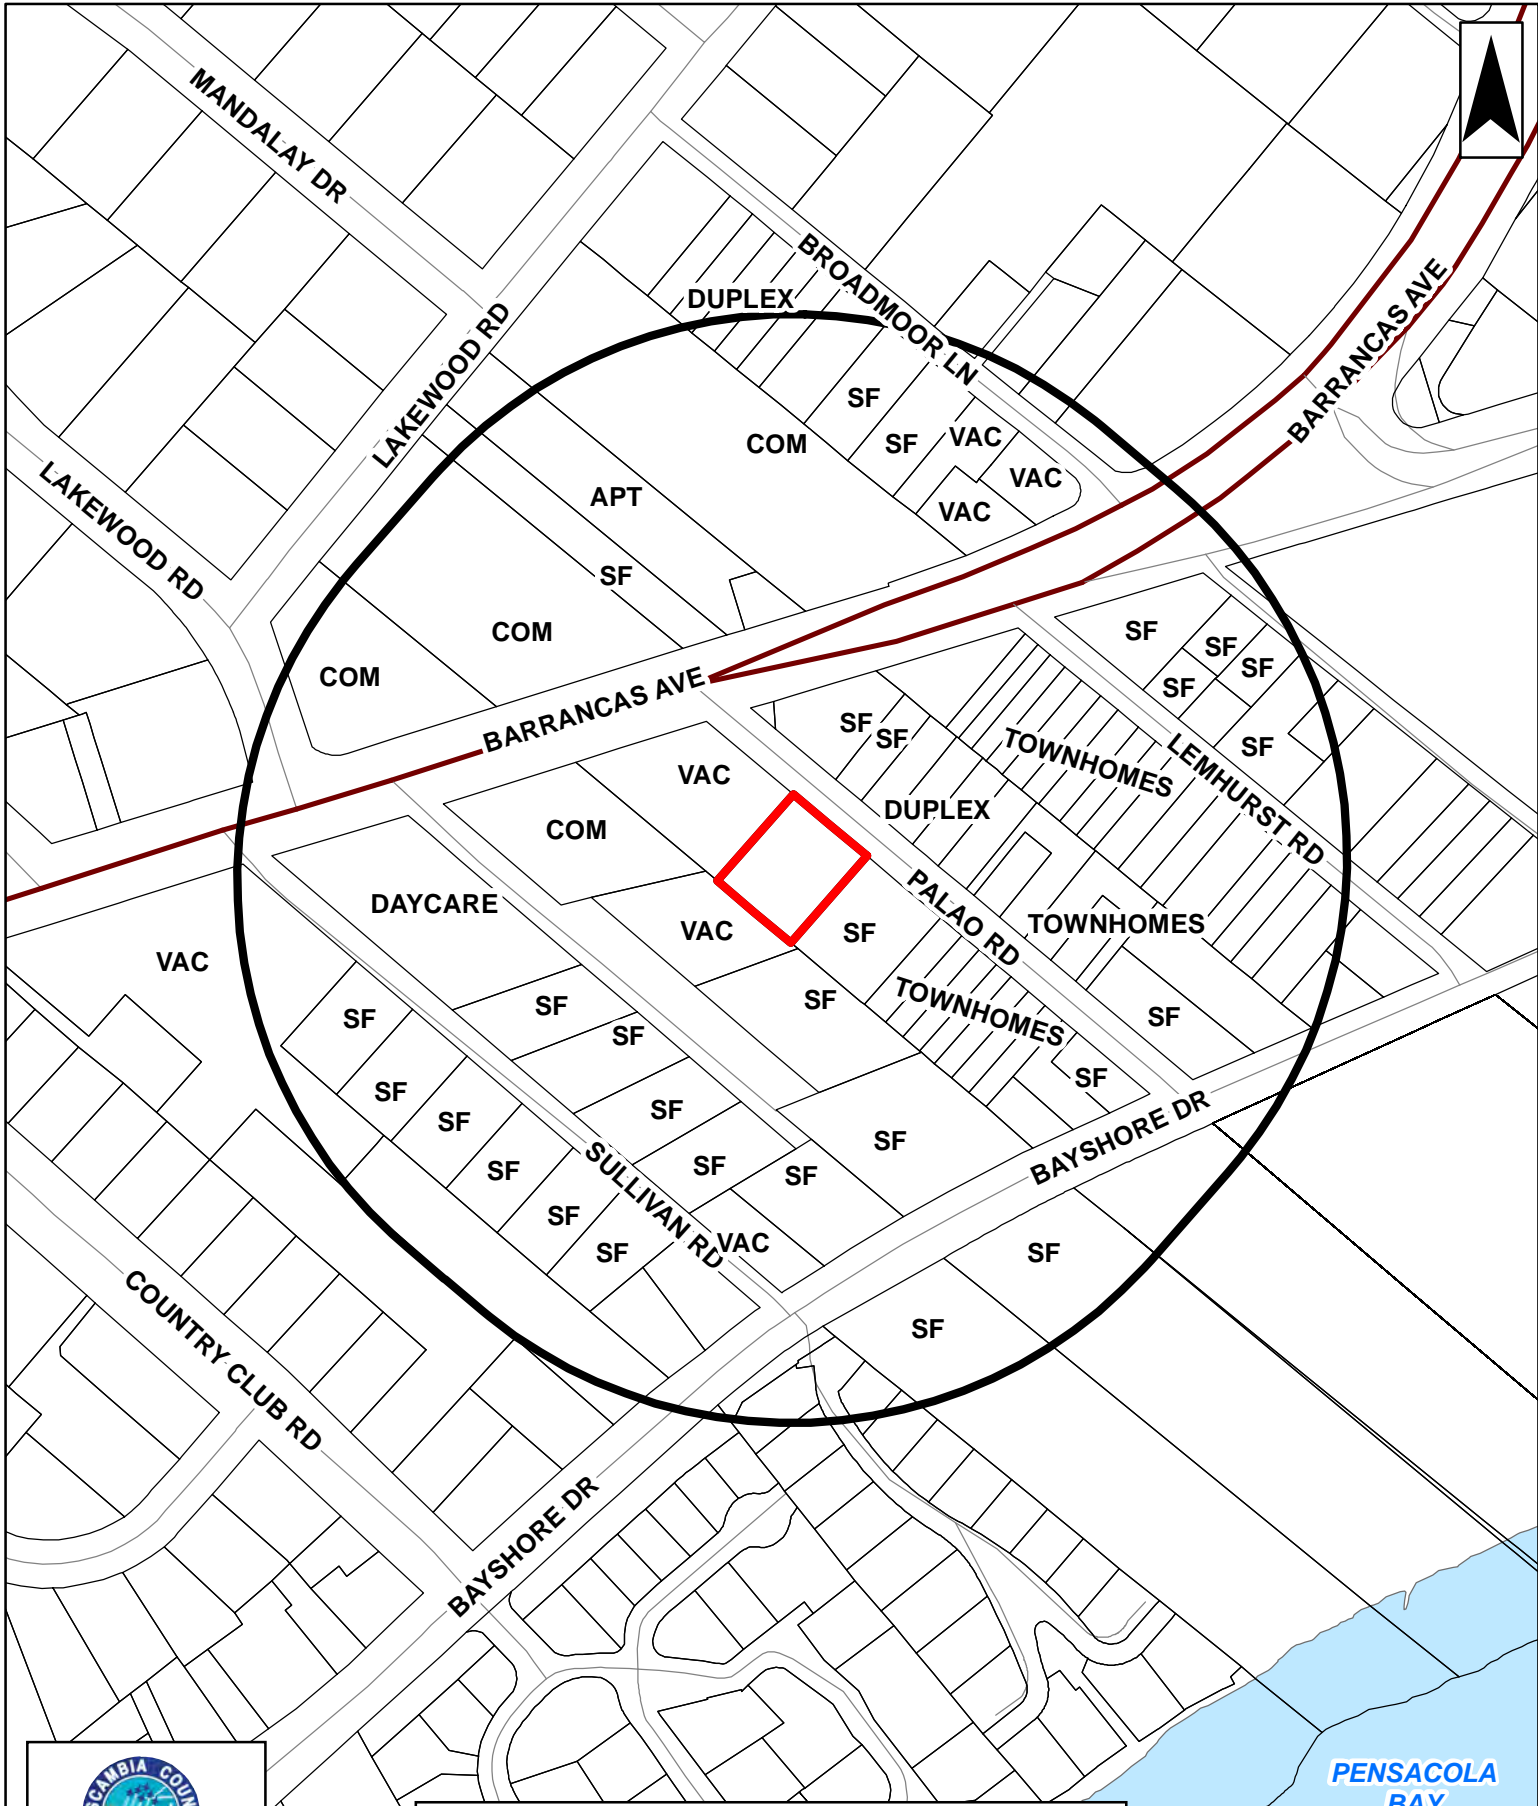 MANDALAY DR
BROADMOOR LN
DUPLEX
BARRANCAS AVE
LAKEWOOD RD
SF
COM
SF
VAC
VAC
VAC
LAKEWOOD RD
APT
SF
COM
COM
SF
SF
SF
SF
BARRANCAS AVE
SF
SF
TOWNHOMES
LEMHURST RD
SF
VAC
DUPLEX
COM
DAYCARE
PALAO RD
TOWNHOMES
VAC
SF
VAC
SF
SF
SF
SF
TOWNHOMES
SF
SF
SF
SF
SF
BAYSHORE DR
SF
SF
SF
SF
SULLIVAN RD
SF
SF
VAC
SF
SF
COUNTRY CLUB RD
SF
BAYSHORE DR
CAMBIA COUN
PENSACOLA
BAY